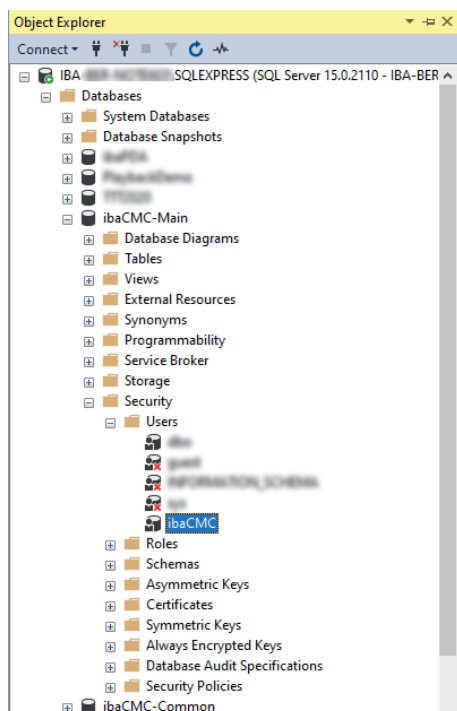 Object Explorer
Connect
IBA SQLEXPRESS (SQL Server 15.0.2110 - IBA-BER
Databases
System Databases
Database Snapshots
ibaCMC-Main
Database Diagrams
Tables
Views
External Resources
Synonyms
Programmability
Service Broker
Storage
Security
Users
ibaCMC
Roles
Schemas
Asymmetric Keys
Certificates
Symmetric Keys
Always Encrypted Keys
Database Audit Specifications
Security Policies
ibaCMC-Common